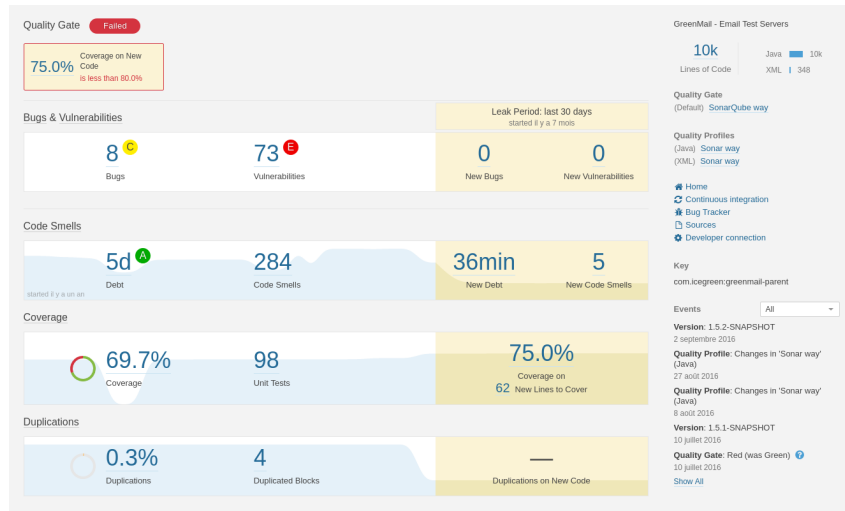 Quality Gate Failed
75.0% Coverage on New
Code
is less than 80.0%
Bugs & Vulnerabilities
Leak Period: last 30 days
started il y a 7 mois
8 C
Bugs
73 E
Vulnerabilities
0
New Bugs
0
New Vulnerabilities
Code Smells
5d A
Debt
284
Code Smells
36min
New Debt
5
New Code Smells
started il y a un an
Coverage
69.7%
Coverage
98
Unit Tests
75.0%
Coverage on
62 New Lines to Cover
Duplications
0.3%
Duplications
4
Duplicated Blocks
—
Duplications on New Code
GreenMail - Email Test Servers
10k
Lines of Code
Java 10k
XML 348
Quality Gate
(Default) SonarQube way
Quality Profiles
(Java) Sonar way
(XML) Sonar way
Home
Continuous integration
Bug Tracker
Sources
Developer connection
Key
com.icegreen:greenmail-parent
Events All
Version: 1.5.2-SNAPSHOT
2 septembre 2016
Quality Profile: Changes in 'Sonar way'
(Java)
27 août 2016
Quality Profile: Changes in 'Sonar way'
(Java)
8 août 2016
Version: 1.5.1-SNAPSHOT
10 juillet 2016
Quality Gate: Red (was Green) ?
10 juillet 2016
Show All